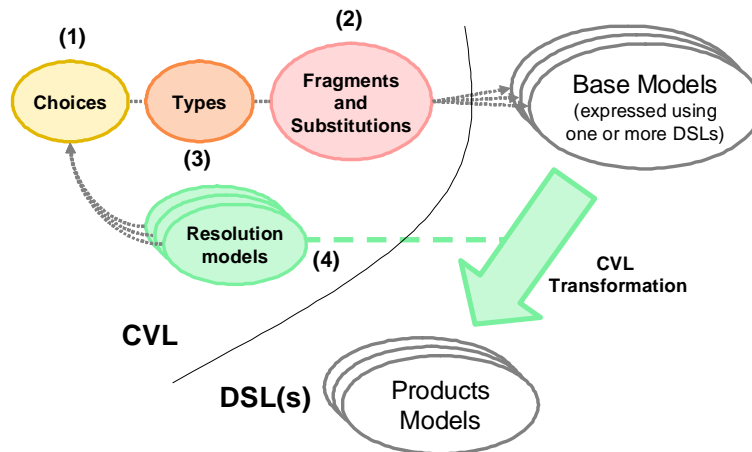 (1)
(2)
Choices
Types
Fragments
and
Substitutions
Base Models
(expressed using
one or more DSLs)
(3)
Resolution
models
(4)
CVL
Transformation
CVL
DSL(s)
Products
Models